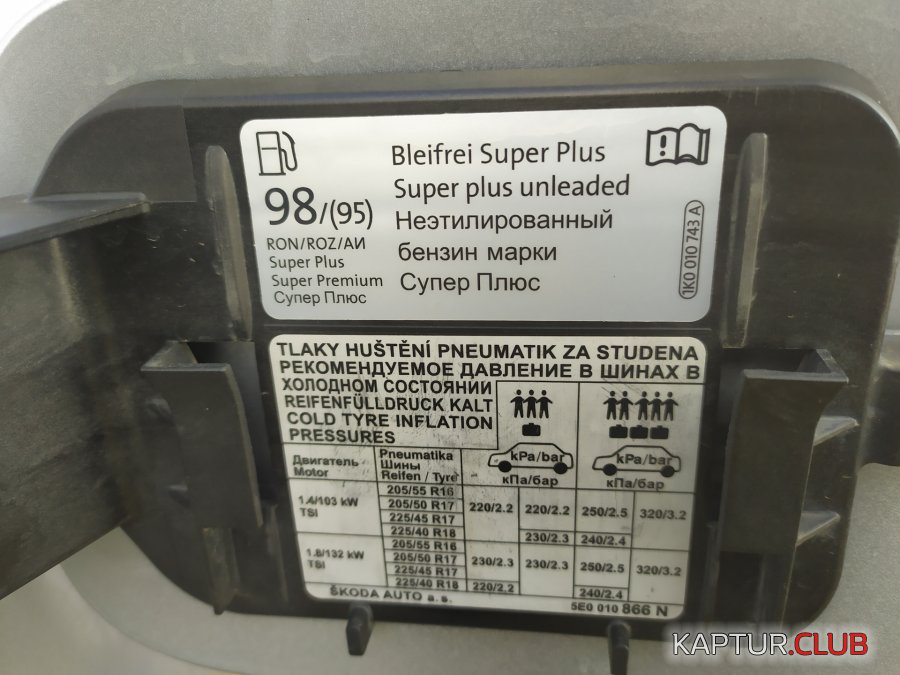 98/(95)
RON/ROZ/АИ
Super Plus
Super Premium
Супер Плюс
Bleifrei Super Plus
Super plus unleaded
Неэтилированный
бензин марки
Супер Плюс
1K0 010 743 A
TLAKY HUŠTĚNÍ PNEUMATIK ZA STUDENA
РЕКОМЕНДУЕМОЕ ДАВЛЕНИЕ В ШИНАХ В
ХОЛОДНОМ СОСТОЯНИИ
REIFENFÜLLDRUCK KALT
COLD TYRE INFLATION
PRESSURES
kPa/bar kPa/bar
кПа/бар кПа/бар
Двигатель
Motor
Pneumatika
Шины
Reifen / Tyre
1.4/103 kW
TSI
205/55 R16
205/50 R17
225/45 R17
225/40 R18
220/2.2 220/2.2 250/2.5 320/3.2
230/2.3 240/2.4
1.8/132 kW
TSI
205/55 R16
205/50 R17
225/45 R17
225/40 R18
230/2.3 230/2.3 250/2.5 320/3.2
220/2.2 240/2.4
ŠKODA AUTO a.s.
5E0 010 866 N
KAPTUR.CLUB